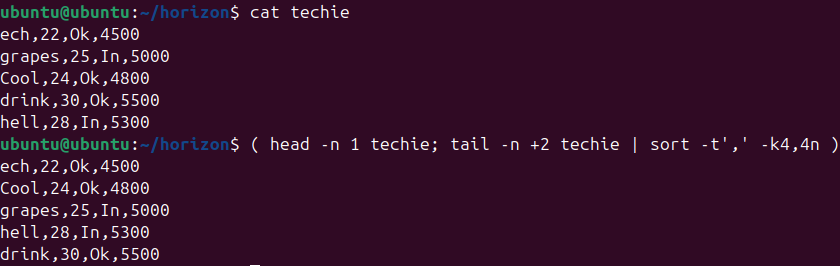 ubuntu@ubuntu:~/horizon$ cat techie
ech,22,Ok,4500
grapes,25,In,5000
Cool,24,Ok,4800
drink,30,Ok,5500
hell,28,In,5300
ubuntu@ubuntu:~/horizon$ ( head -n 1 techie; tail -n +2 techie | sort -t',' -k4,4n )
ech,22,Ok,4500
Cool,24,Ok,4800
grapes,25,In,5000
hell,28,In,5300
drink,30,Ok,5500